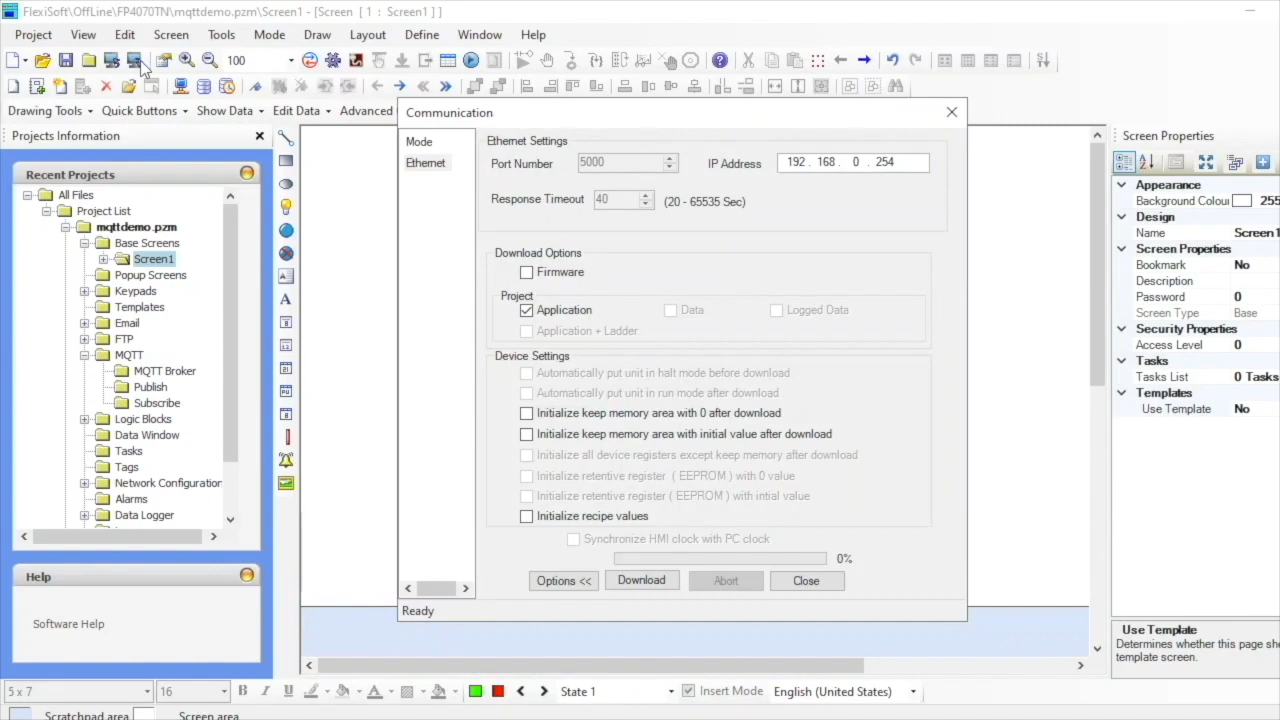 FlexiSoft\OffLine\FP4070TN\mqttdemo.pzm\Screen1 - [Screen [ 1 : Screen1 ] ]
Project View Edit Screen Tools Mode Draw Layout Define Window Help
100
Drawing Tools Quick Buttons Show Data Edit Data Advanced
Projects Information
Recent Projects
All Files
Project List
mqttdemo.pzm
Base Screens
Screen1
Popup Screens
Keypads
Templates
Email
FTP
MQTT
MQTT Broker
Publish
Subscribe
Logic Blocks
Data Window
Tasks
Tags
Network Configuration
Alarms
Data Logger
Help
Software Help
Communication
Mode
Ethernet
Ethernet Settings
Port Number 5000 IP Address 192 . 168 . 0 . 254
Response Timeout 40 (20 - 65535 Sec)
Download Options
Firmware
Project
Application Data Logged Data
Application + Ladder
Device Settings
Automatically put unit in halt mode before download
Automatically put unit in run mode after download
Initialize keep memory area with 0 after download
Initialize keep memory area with initial value after download
Initialize all device registers except keep memory after download
Initialize retentive register ( EEPROM ) with 0 value
Initialize retentive register ( EEPROM ) with intial value
Initialize recipe values
Synchronize HMI clock with PC clock
0%
Options << Download Abort Close
Ready
Screen Properties
Appearance
Background Colou 255
Design
Name Screen1
Screen Properties
Bookmark No
Description
Password 0
Screen Type Base
Security Properties
Access Level 0
Tasks
Tasks List 0 Tasks
Templates
Use Template No
Use Template
Determines whether this page sh
template screen.
5 x 7 16 B I U A State 1 Insert Mode English (United States)
Scratchpad area Screen area